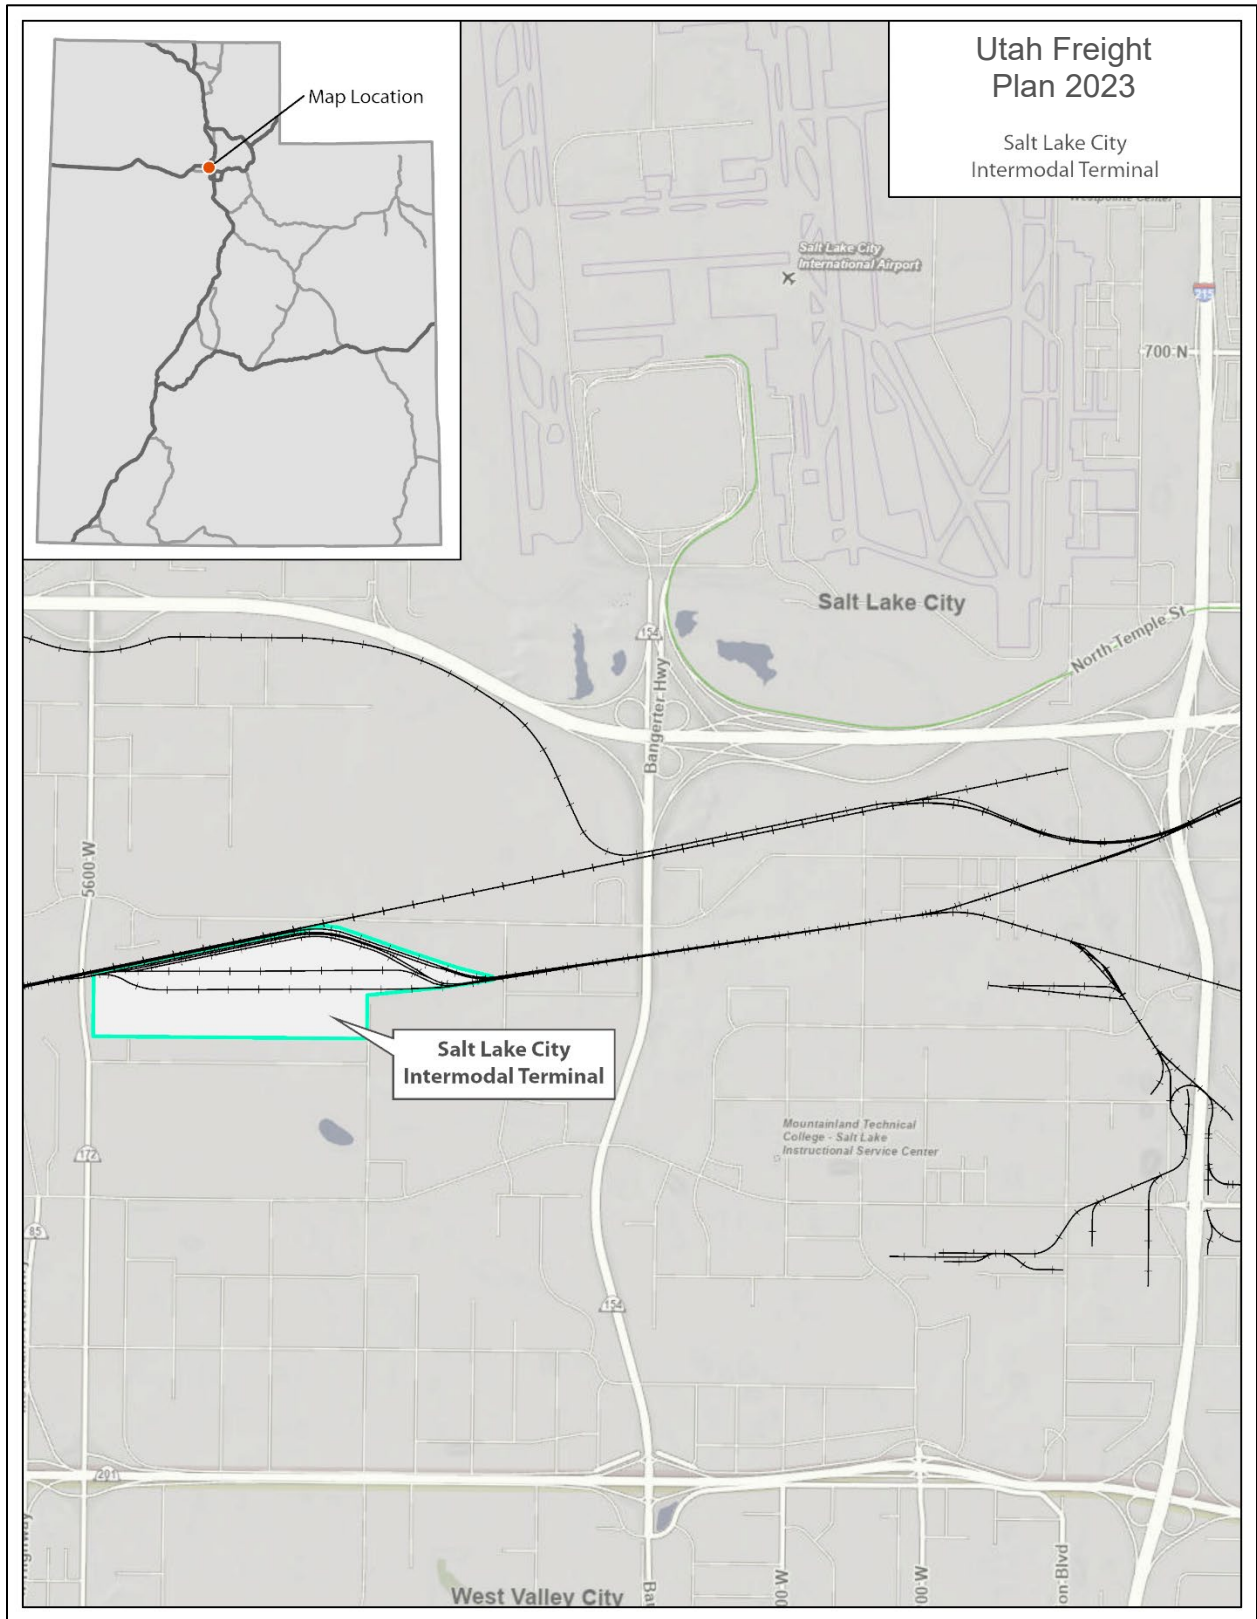 Utah Freight
Plan 2023
Salt Lake City
Intermodal Terminal
Map Location
Westpointe Center
Salt Lake City
International Airport
215
700 N
Salt Lake City
North Temple St
154
Bangerter Hwy
5600 W
Salt Lake City
Intermodal Terminal
Mountainland Technical
College - Salt Lake
Instructional Service Center
172
85
154
201
West Valley City